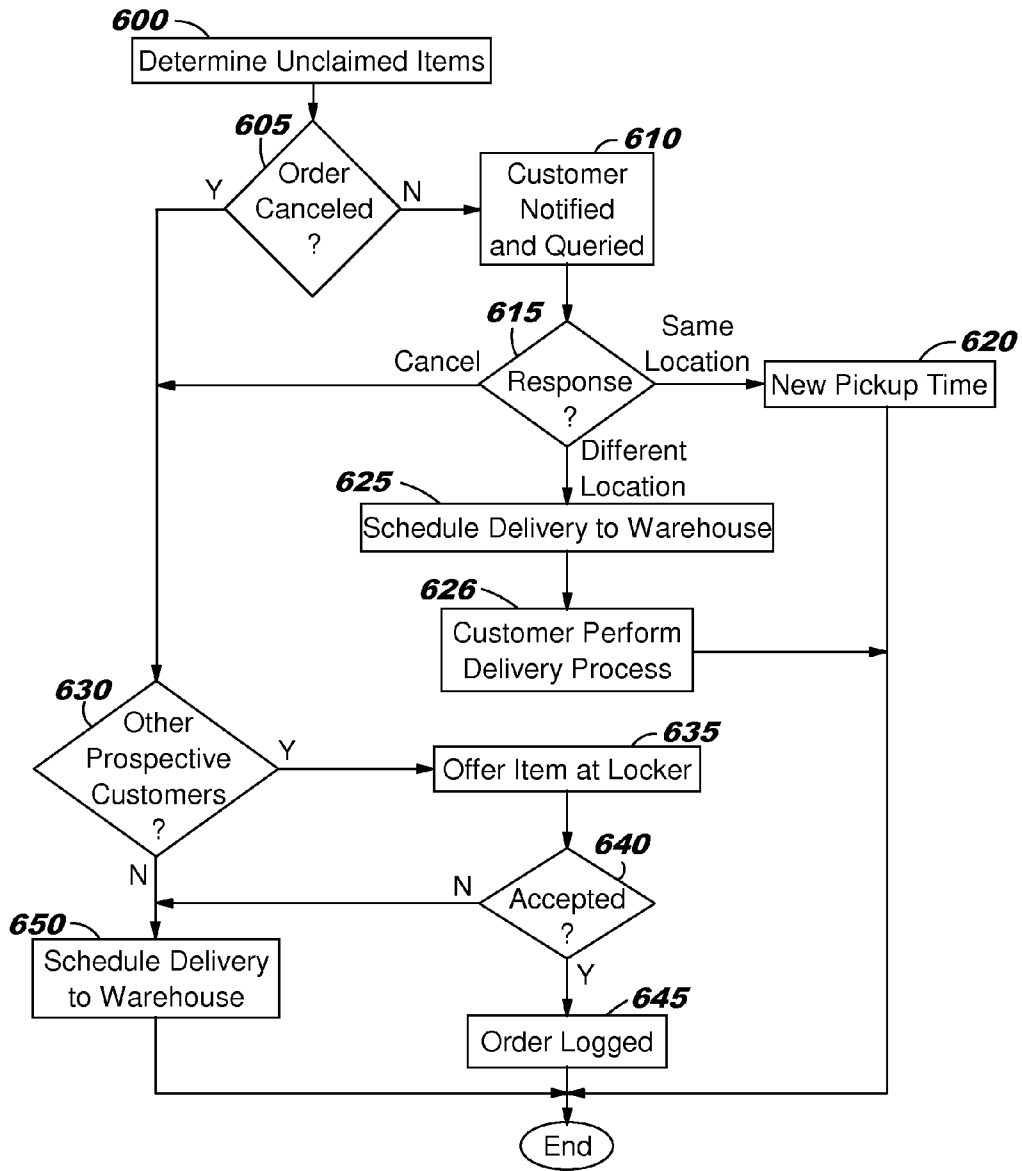 600
Determine Unclaimed Items
605
Order
Canceled
?
Y
N
610
Customer
Notified
and Queried
615
Response
?
Cancel
Same
Location
620
New Pickup Time
Different
Location
625
Schedule Delivery to Warehouse
626
Customer Perform
Delivery Process
630
Other
Prospective
Customers
?
Y
N
635
Offer Item at Locker
640
Accepted
?
N
Y
650
Schedule Delivery
to Warehouse
645
Order Logged
End